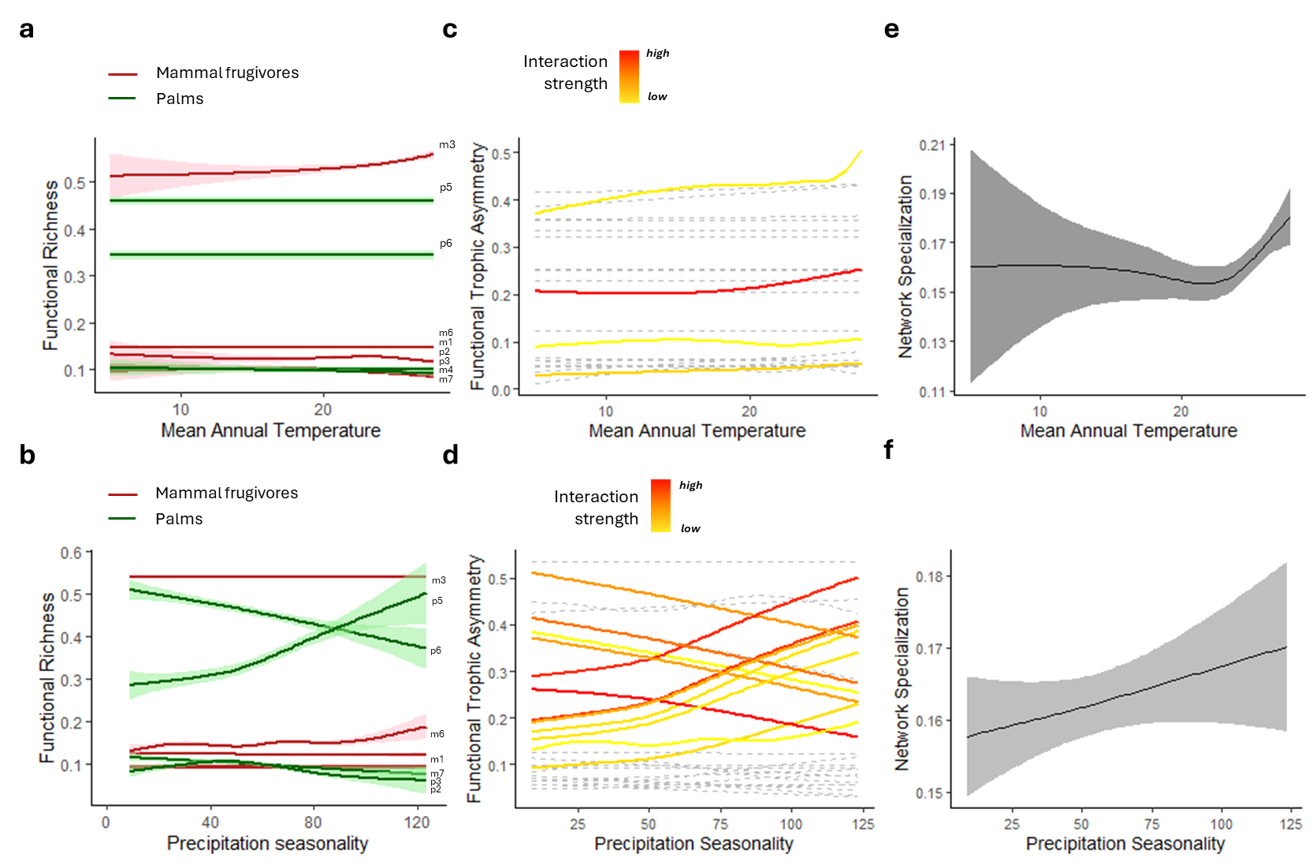 a
Mammal frugivores
Palms
Functional Richness
0.5
0.4
0.3
0.2
0.1
m3
p5
p6
m6
m1
p2
p3
m4
m7
10
20
Mean Annual Temperature
c
Interaction
strength
high
low
Functional Trophic Asymmetry
0.5
0.4
0.3
0.2
0.1
0.0
10
20
Mean Annual Temperature
e
Network Specialization
0.21
0.19
0.17
0.15
0.13
0.11
10
20
Mean Annual Temperature
b
Mammal frugivores
Palms
Functional Richness
0.6
0.5
0.4
0.3
0.2
0.1
m3
p5
p6
m6
m1
m7
p3
p2
0
40
80
120
Precipitation seasonality
d
Interaction
strength
high
low
Functional Trophic Asymmetry
0.5
0.4
0.3
0.2
0.1
25
50
75
100
125
Precipitation Seasonality
f
Network Specialization
0.18
0.17
0.16
0.15
25
50
75
100
125
Precipitation Seasonality